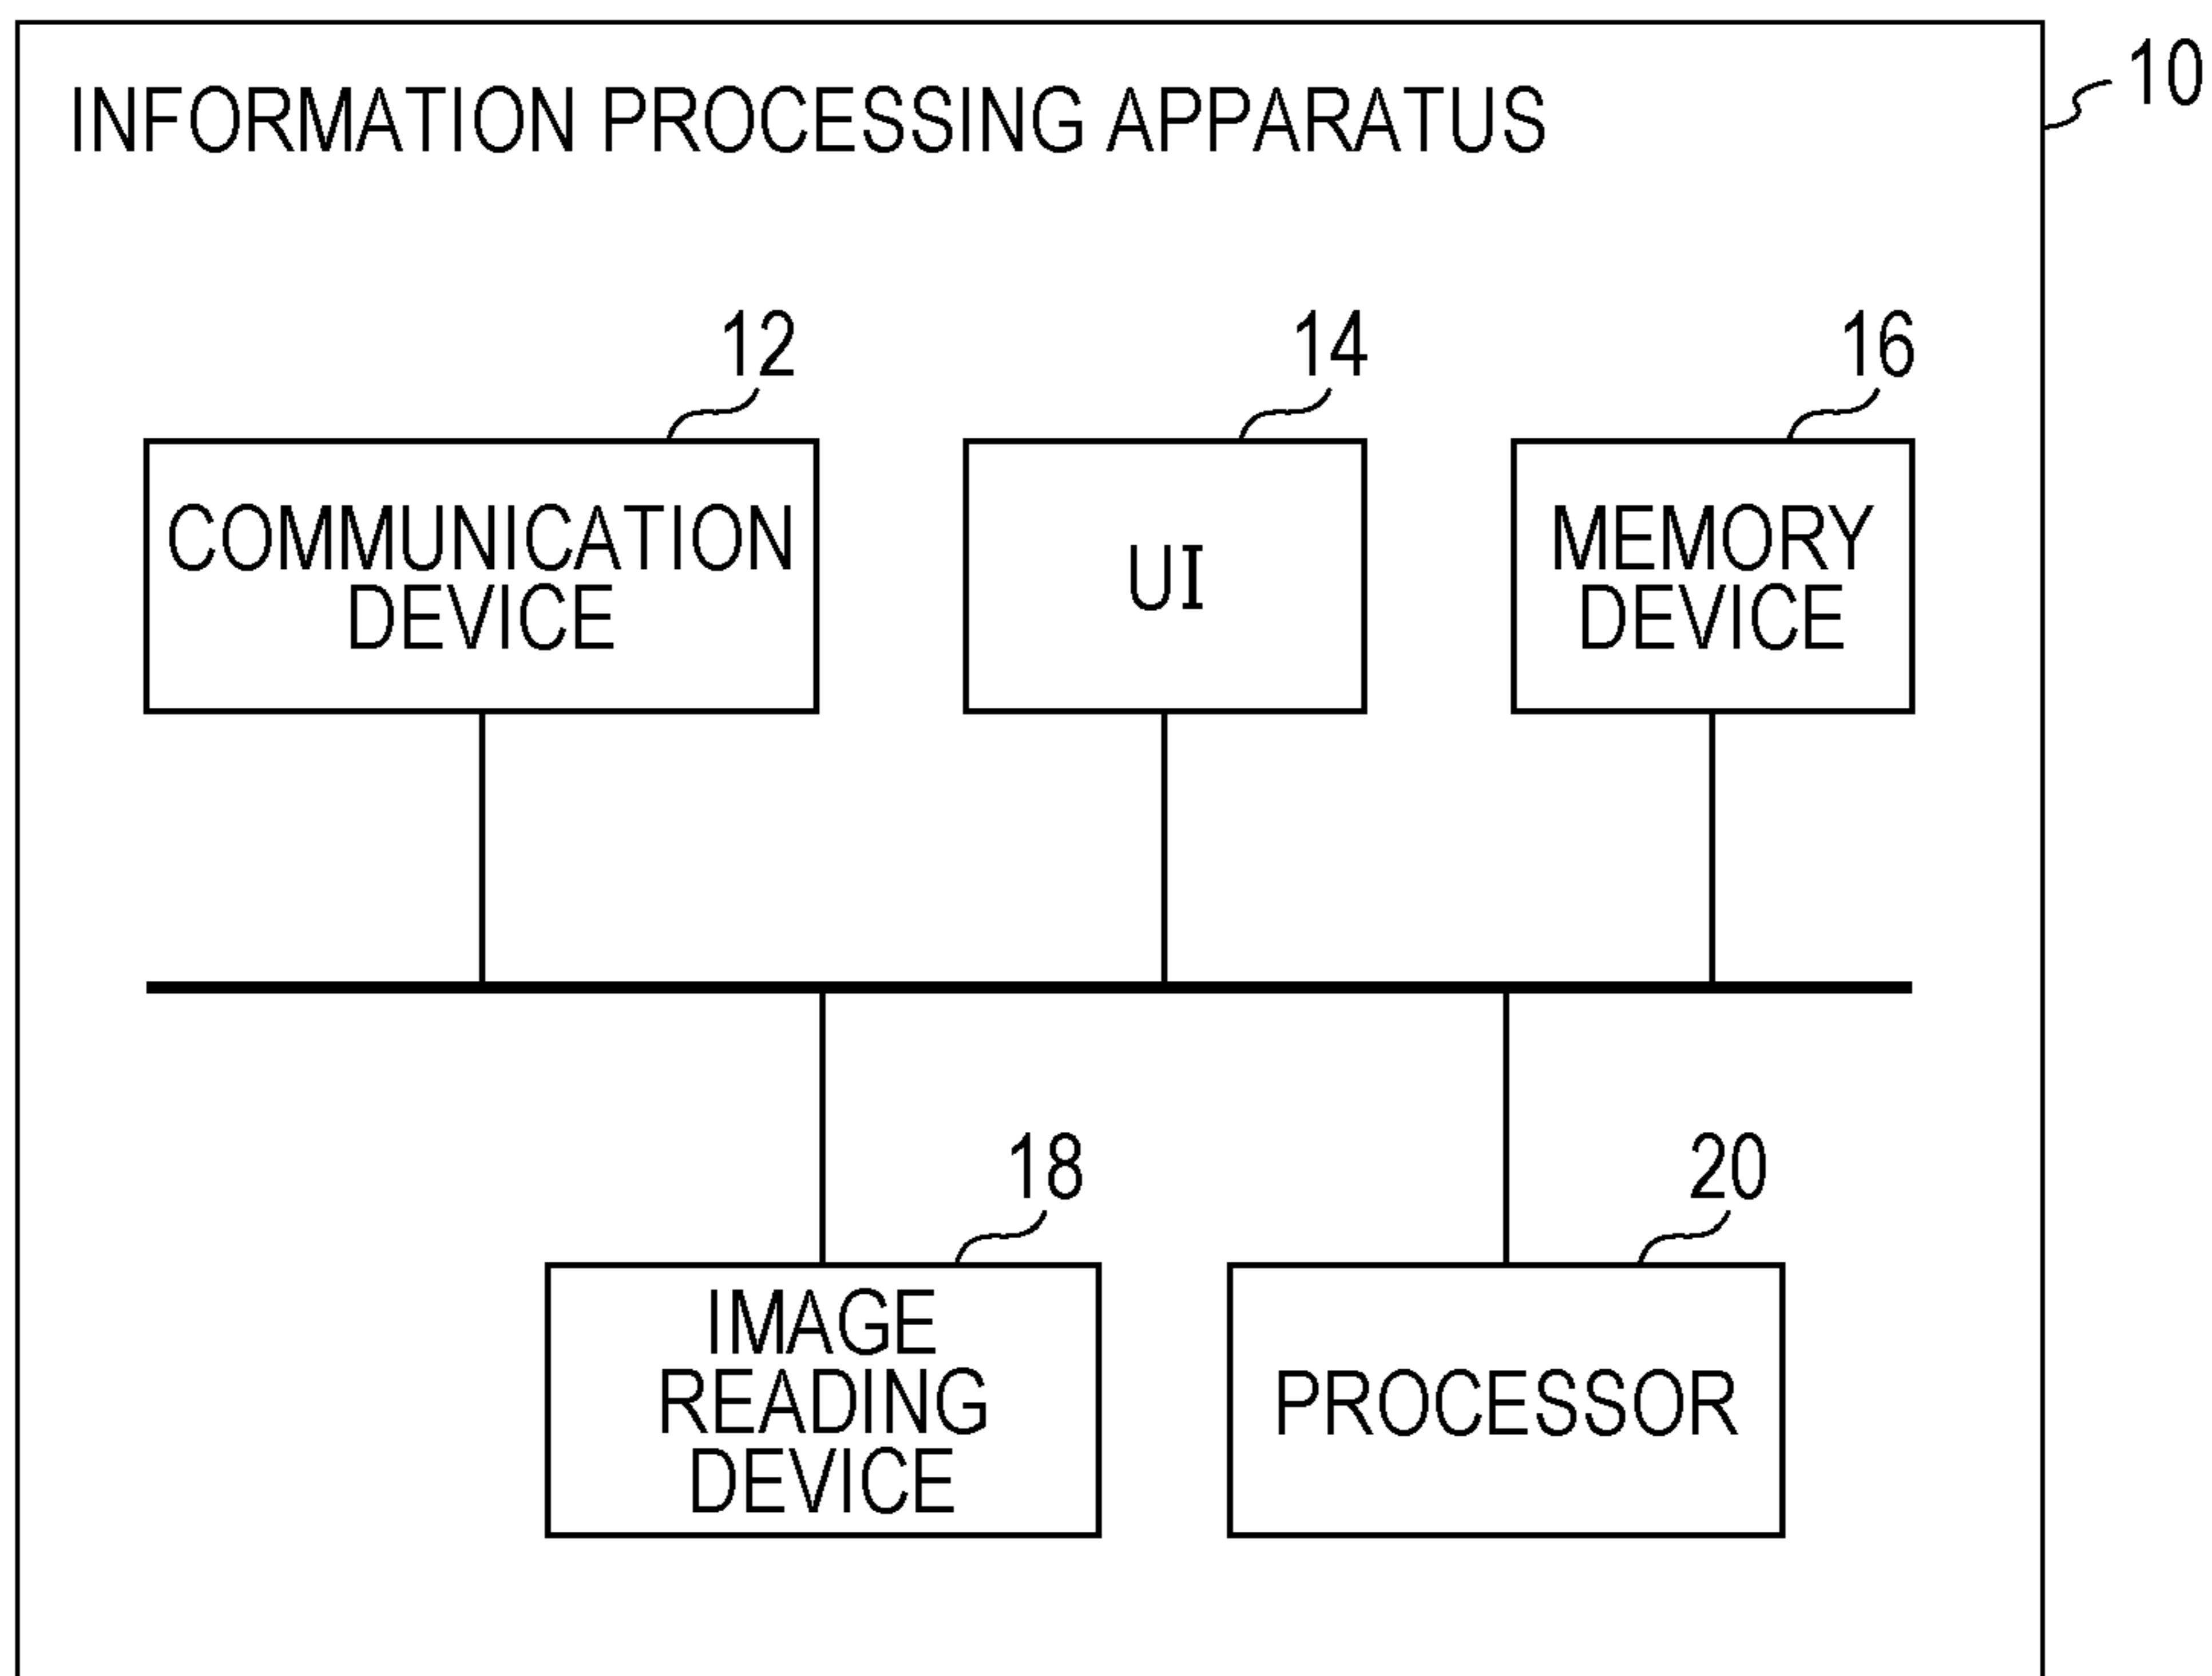 INFORMATION PROCESSING APPARATUS
10
12
14
16
COMMUNICATION
DEVICE
UI
MEMORY
DEVICE
18
20
IMAGE
READING
DEVICE
PROCESSOR